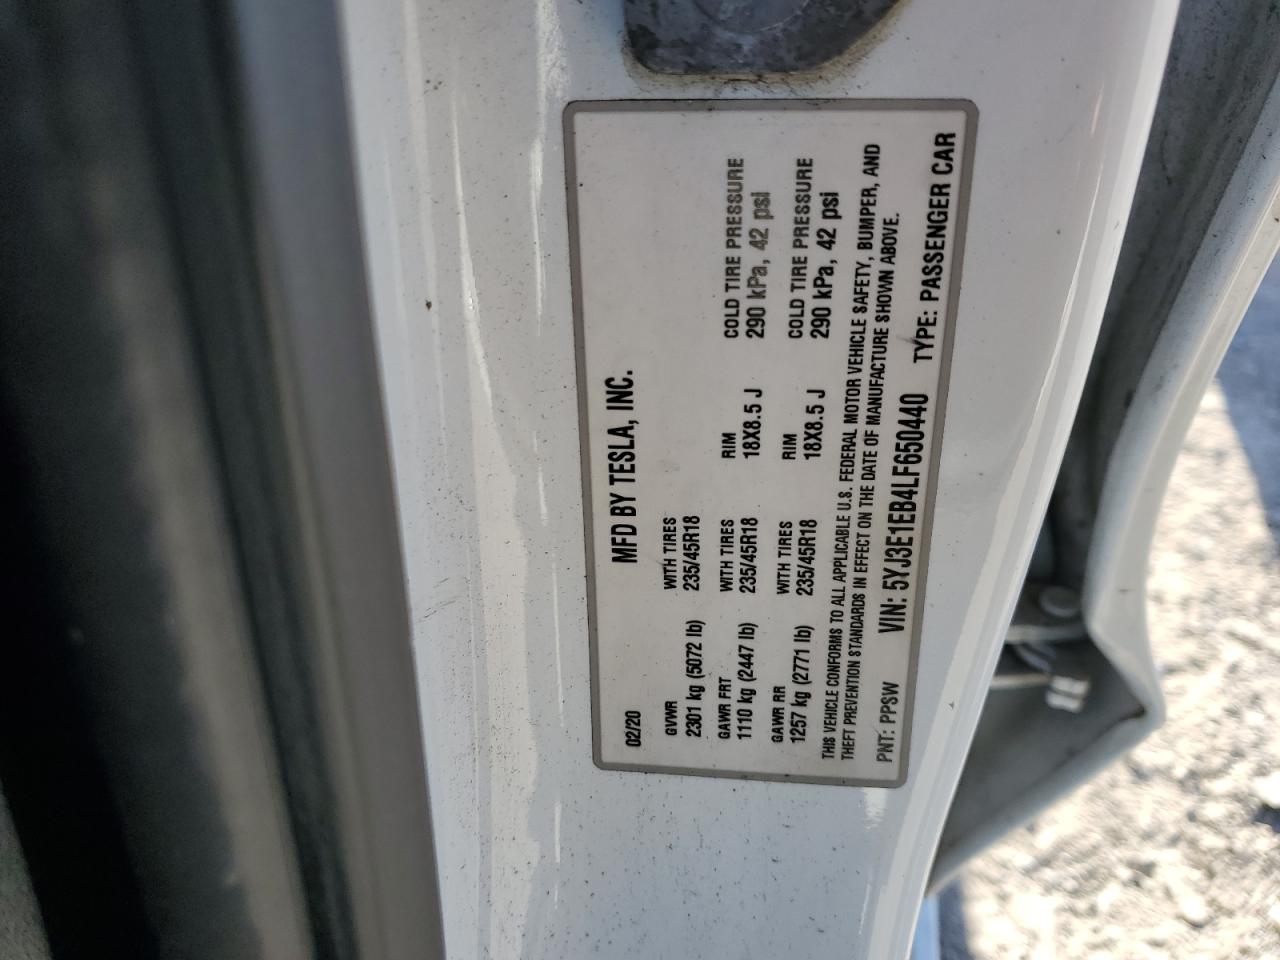 MFD BY TESLA, INC.
02/20
GVWR WITH TIRES
2301 kg (5072 lb) 235/45R18
GAWR FRT WITH TIRES RIM COLD TIRE PRESSURE
1110 kg (2447 lb) 235/45R18 18X8.5 J 290 kPa, 42 psi
GAWR RR WITH TIRES RIM COLD TIRE PRESSURE
1257 kg (2771 lb) 235/45R18 18X8.5 J 290 kPa, 42 psi
THIS VEHICLE CONFORMS TO ALL APPLICABLE U.S. FEDERAL MOTOR VEHICLE SAFETY, BUMPER, AND
THEFT PREVENTION STANDARDS IN EFFECT ON THE DATE OF MANUFACTURE SHOWN ABOVE.
PNT: PPSW VIN: 5YJ3E1EB4LF650440 TYPE: PASSENGER CAR